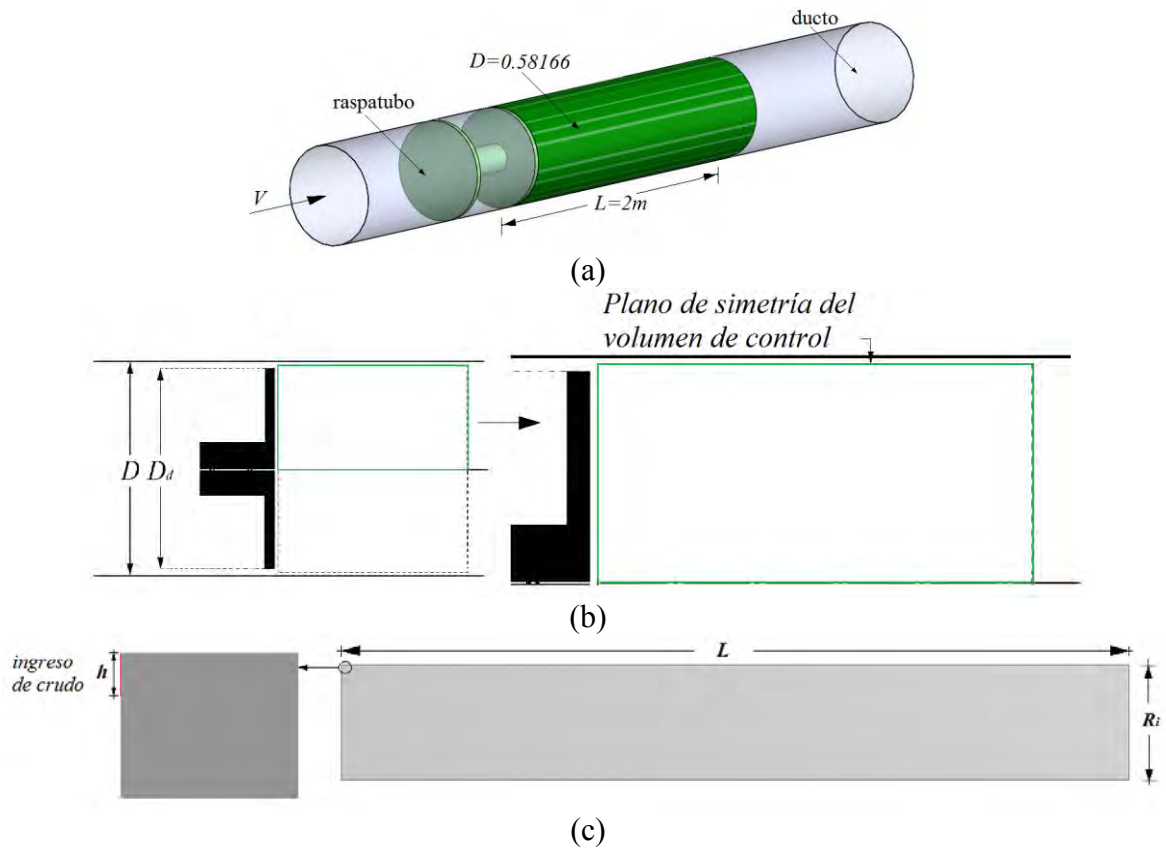 ducto
D=0.58166
raspatubo
V
L=2m
(a)
Plano de simetría del
volumen de control
D Dd
(b)
ingreso
de crudo
h
L
Ri
(c)